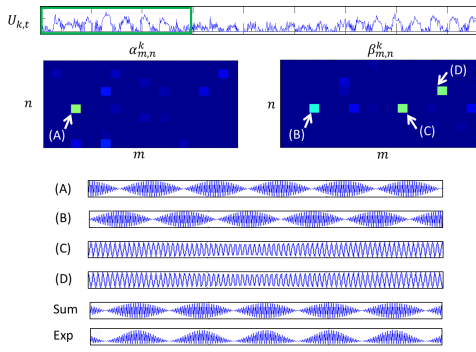 U_{k,t}
α^k_{m,n} β^k_{m,n}
(D)
n (A) n (B) (C)
m m
(A)
(B)
(C)
(D)
Sum
Exp